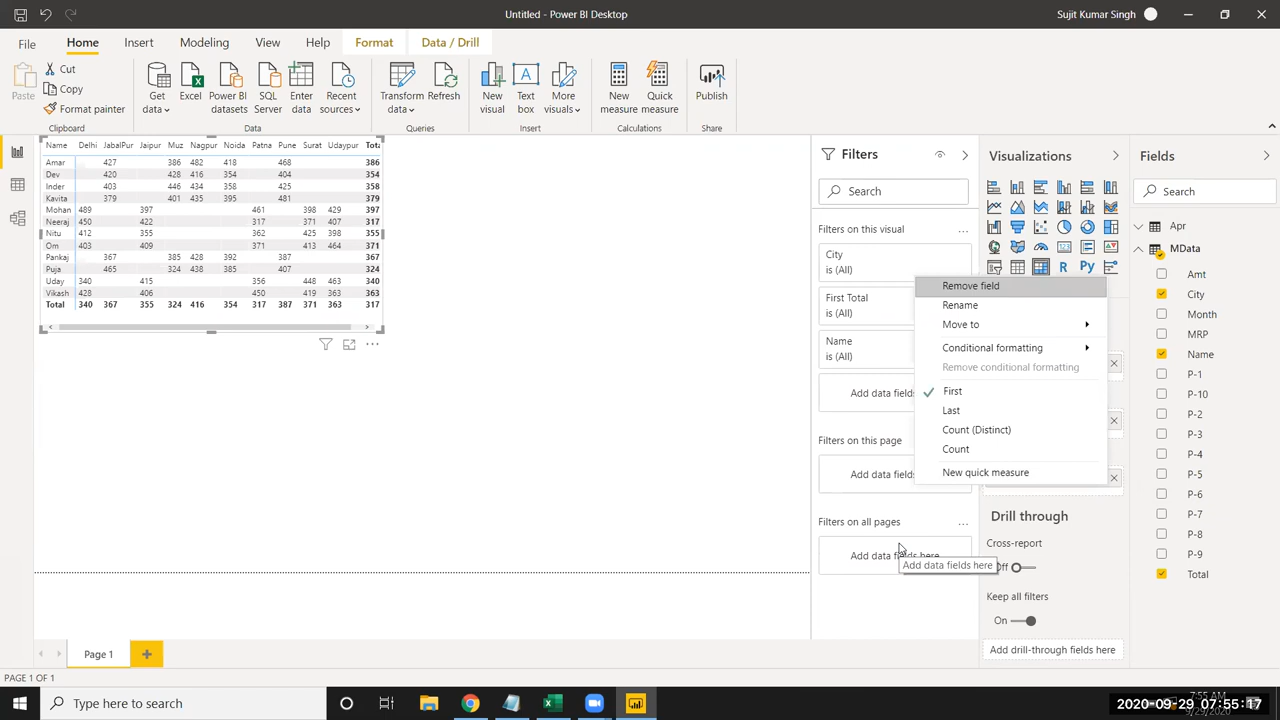 Untitled - Power BI Desktop
Sujit Kumar Singh
File Home Insert Modeling View Help Format Data / Drill
Paste
Cut
Copy
Format painter
Clipboard
Get data
Excel
Power BI datasets
SQL Server
Enter data
Recent sources
Data
Transform data
Refresh
Queries
New visual
Text box
More visuals
Insert
New measure
Quick measure
Calculations
Publish
Share
Name Delhi JabalPur Jaipur Muz Nagpur Noida Patna Pune Surat Udaypur Tota
Amar 427 386 482 418 468 386
Dev 420 428 416 354 404 354
Inder 403 446 434 358 425 358
Kavita 379 401 435 395 481 379
Mohan 489 397 461 398 429 397
Neeraj 450 422 317 371 407 317
Nitu 412 355 362 425 398 355
Om 403 409 371 413 464 371
Pankaj 367 385 428 392 387 367
Puja 465 324 438 385 407 324
Uday 340 415 356 448 463 340
Vikash 428 406 450 419 363 363
Total 340 367 355 324 416 354 317 387 371 363 317
Filters
Search
Filters on this visual
City
is (All)
First Total
is (All)
Name
is (All)
Add data fields
Filters on this page
Add data fields
Filters on all pages
Add data fields here
Add data fields here
Remove field
Rename
Move to
Conditional formatting
Remove conditional formatting
First
Last
Count (Distinct)
Count
New quick measure
Visualizations
R Py
Drill through
Cross-report
Off
Keep all filters
On
Add drill-through fields here
Fields
Search
Apr
MData
Amt
City
Month
MRP
Name
P-1
P-10
P-2
P-3
P-4
P-5
P-6
P-7
P-8
P-9
Total
Page 1
PAGE 1 OF 1
Type here to search
7:55 AM
2020-09-29 07:55:17
9/29/2020